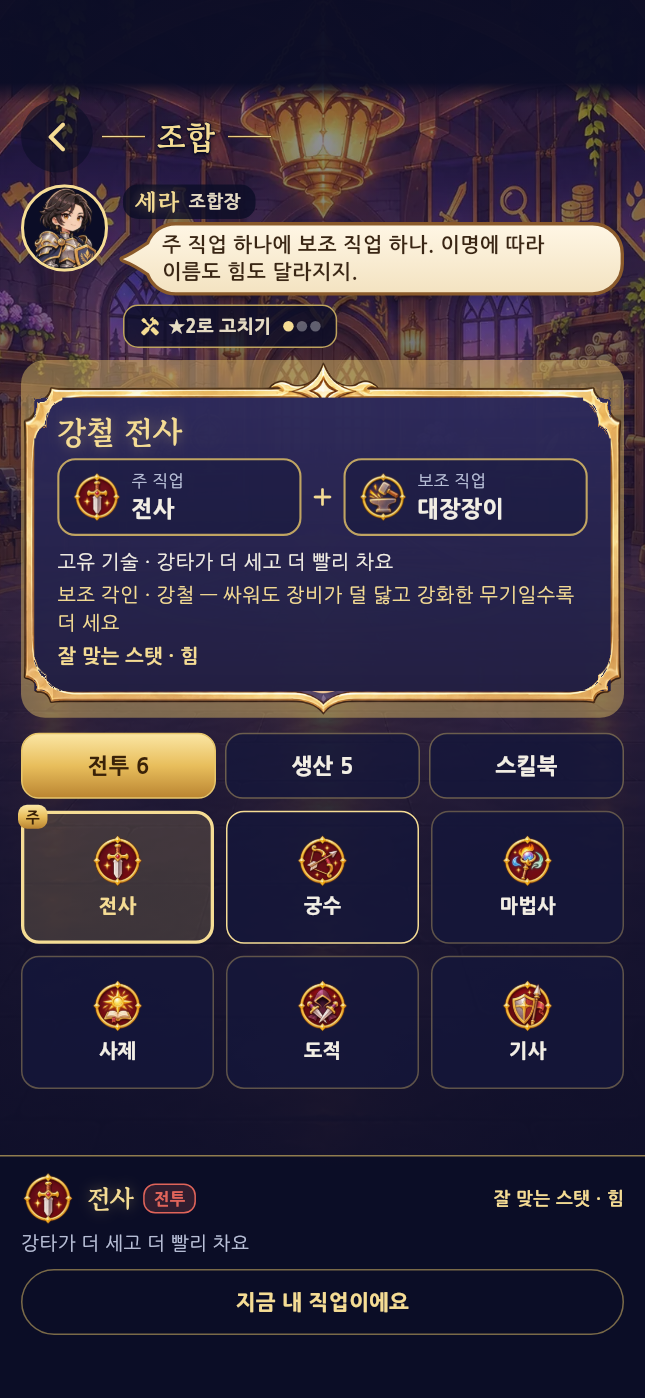 조합
세라 조합장
주 직업 하나에 보조 직업 하나. 이명에 따라
이름도 힘도 달라지지.
★2로 고치기
강철 전사
주 직업
전사
+
보조 직업
대장장이
고유 기술 · 강타가 더 세고 더 빨리 차요
보조 각인 · 강철 — 싸워도 장비가 덜 닳고 강화한 무기일수록
더 세요
잘 맞는 스탯 · 힘
전투 6
생산 5
스킬북
주
전사
궁수
마법사
사제
도적
기사
전사 전투
잘 맞는 스탯 · 힘
강타가 더 세고 더 빨리 차요
지금 내 직업이에요